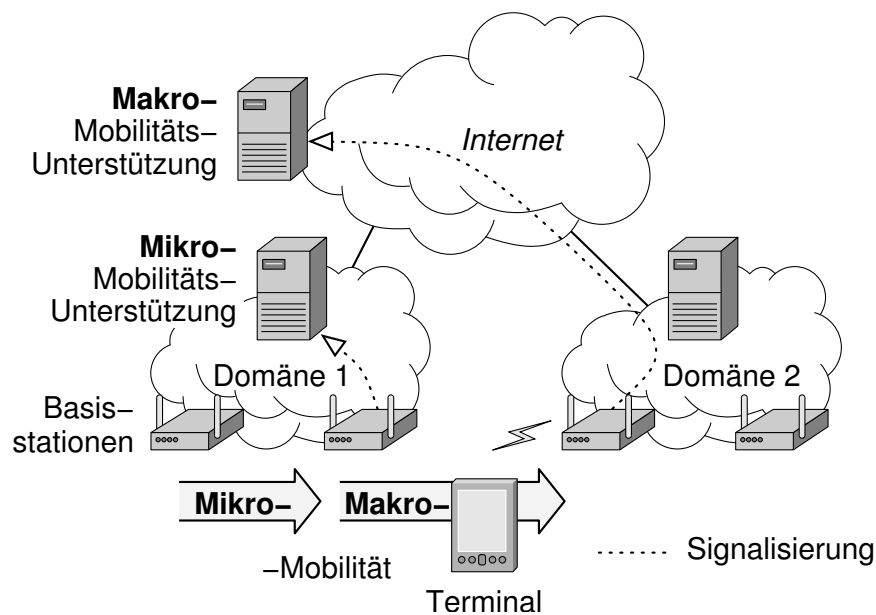 Makro–
Mobilitäts–
Unterstützung
Internet
Mikro–
Mobilitäts–
Unterstützung
Domäne 1
Domäne 2
Basis–
stationen
Mikro–
Makro–
–Mobilität
Signalisierung
Terminal